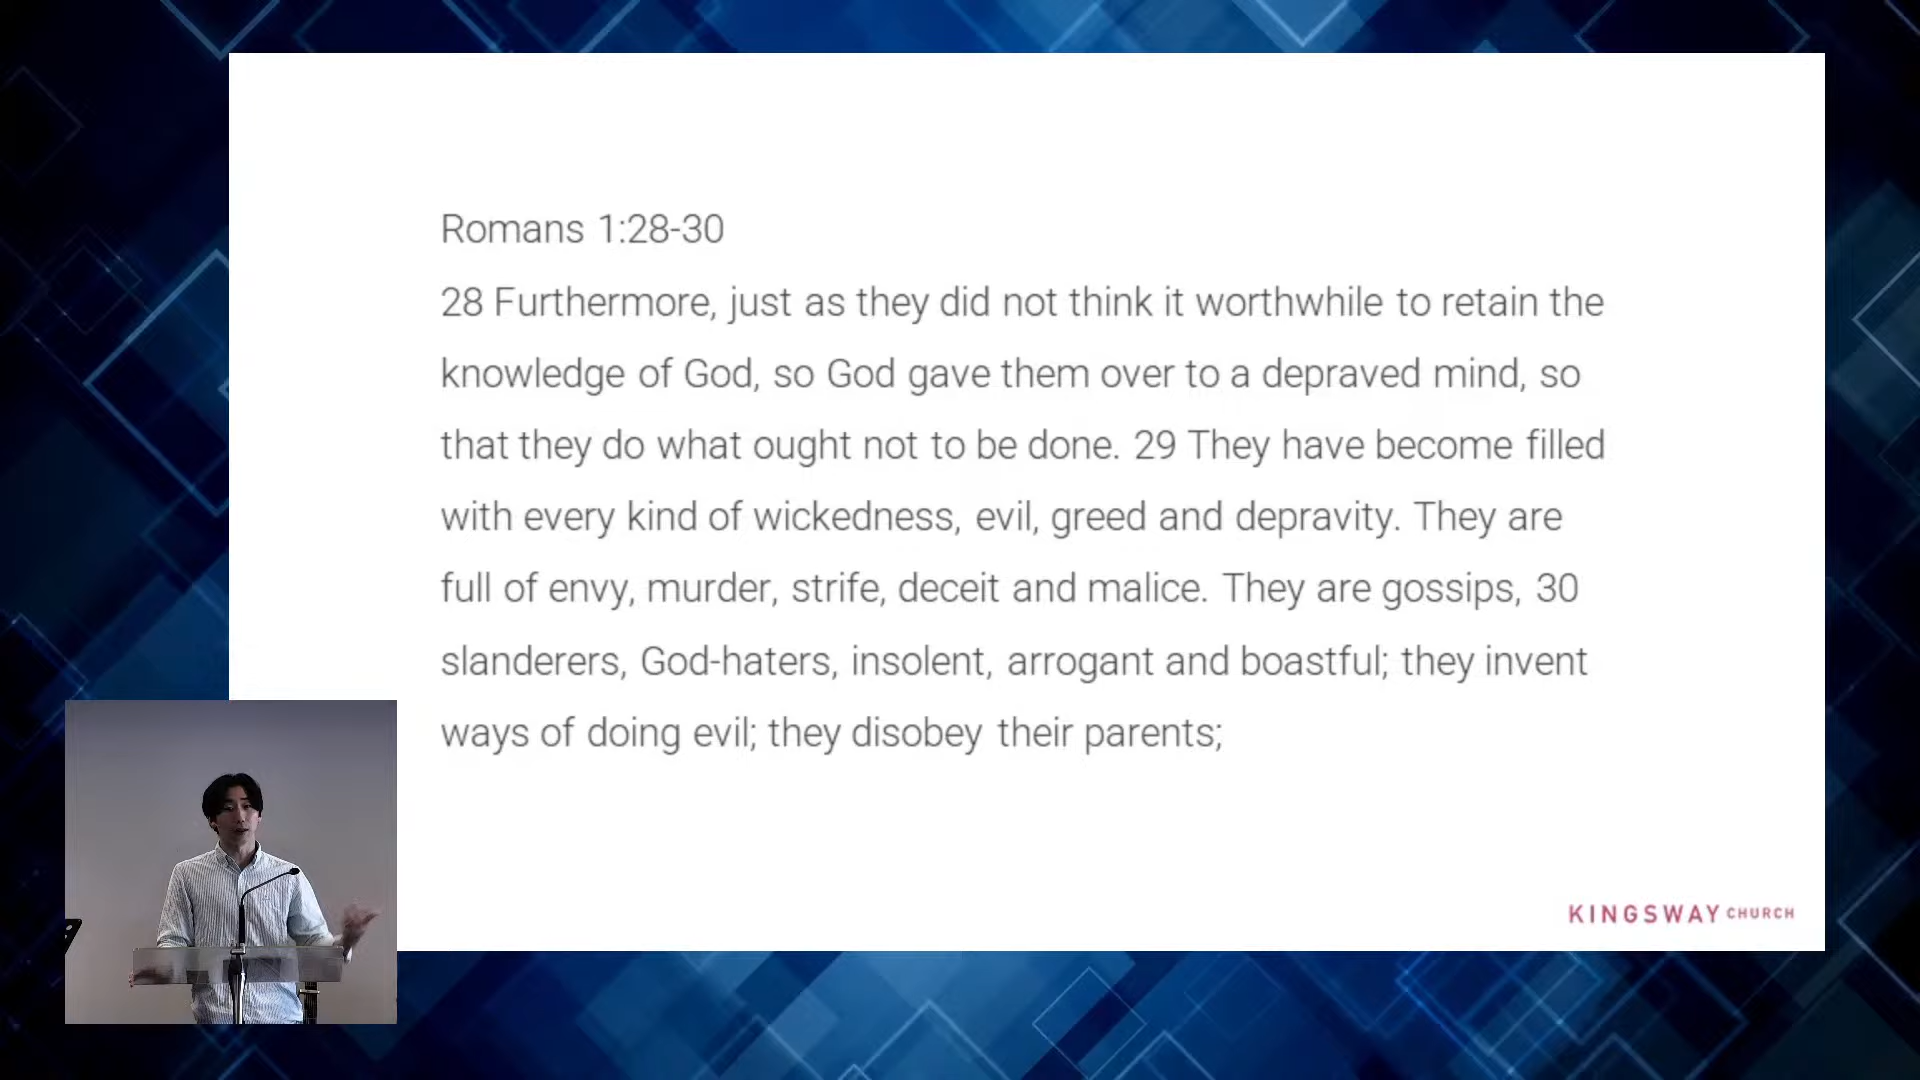 Romans 1:28-30
28 Furthermore, just as they did not think it worthwhile to retain the
knowledge of God, so God gave them over to a depraved mind, so
that they do what ought not to be done. 29 They have become filled
with every kind of wickedness, evil, greed and depravity. They are
full of envy, murder, strife, deceit and malice. They are gossips, 30
slanderers, God-haters, insolent, arrogant and boastful; they invent
ways of doing evil; they disobey their parents;
KINGSWAY CHURCH